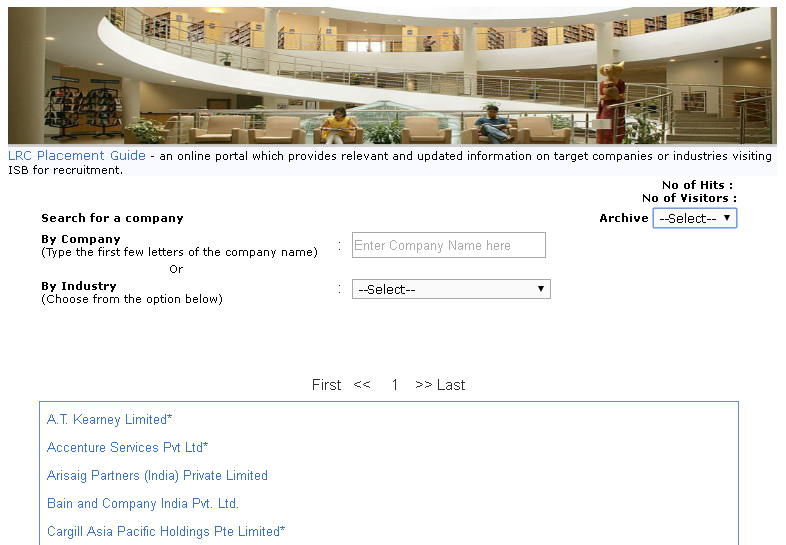 LRC Placement Guide - an online portal which provides relevant and updated information on target companies or industries visiting
ISB for recruitment.
No of Hits :
No of Visitors :
Search for a company
Archive --Select--
By Company : Enter Company Name here
(Type the first few letters of the company name)
Or
By Industry : --Select--
(Choose from the option below)
First << 1 >> Last
A.T. Kearney Limited*
Accenture Services Pvt Ltd*
Arisaig Partners (India) Private Limited
Bain and Company India Pvt. Ltd.
Cargill Asia Pacific Holdings Pte Limited*